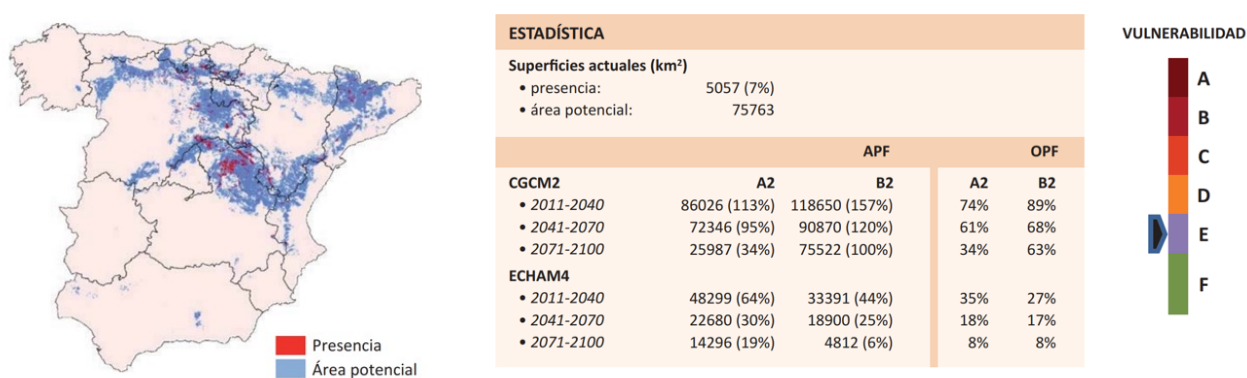 Presencia
Área potencial
ESTADÍSTICA
Superficies actuales (km²)
• presencia: 5057 (7%)
• área potencial: 75763
APF OPF
CGCM2 A2 B2 A2 B2
• 2011-2040 86026 (113%) 118650 (157%) 74% 89%
• 2041-2070 72346 (95%) 90870 (120%) 61% 68%
• 2071-2100 25987 (34%) 75522 (100%) 34% 63%
ECHAM4
• 2011-2040 48299 (64%) 33391 (44%) 35% 27%
• 2041-2070 22680 (30%) 18900 (25%) 18% 17%
• 2071-2100 14296 (19%) 4812 (6%) 8% 8%
VULNERABILIDAD
A
B
C
D
E
F